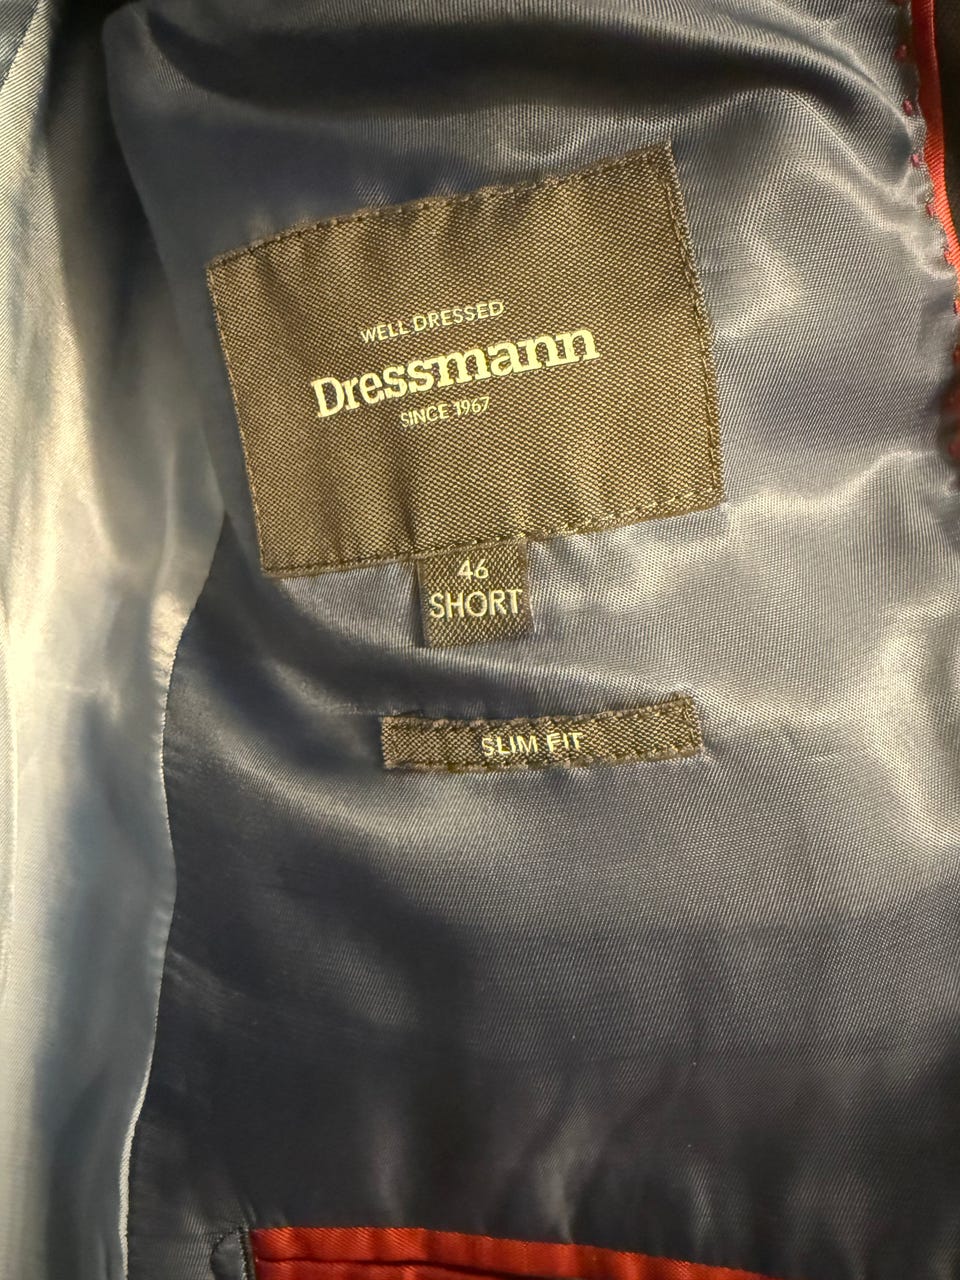 WELL DRESSED
Dressmann
SINCE 1967
46
SHORT
SLIM FIT